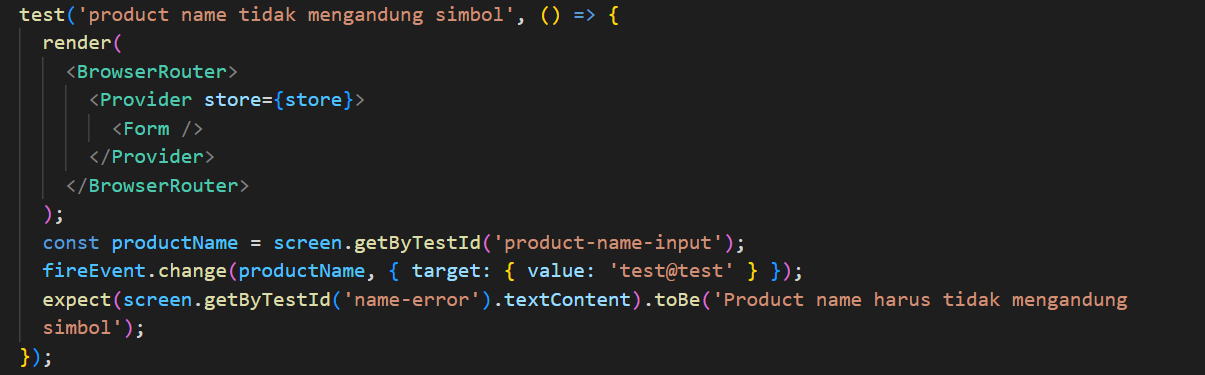 test('product name tidak mengandung simbol', () => {
  render(
    <BrowserRouter>
      <Provider store={store}>
        <Form />
      </Provider>
    </BrowserRouter>
  );
  const productName = screen.getByTestId('product-name-input');
  fireEvent.change(productName, { target: { value: 'test@test' } });
  expect(screen.getByTestId('name-error').textContent).toBe('Product name harus tidak mengandung
  simbol');
});